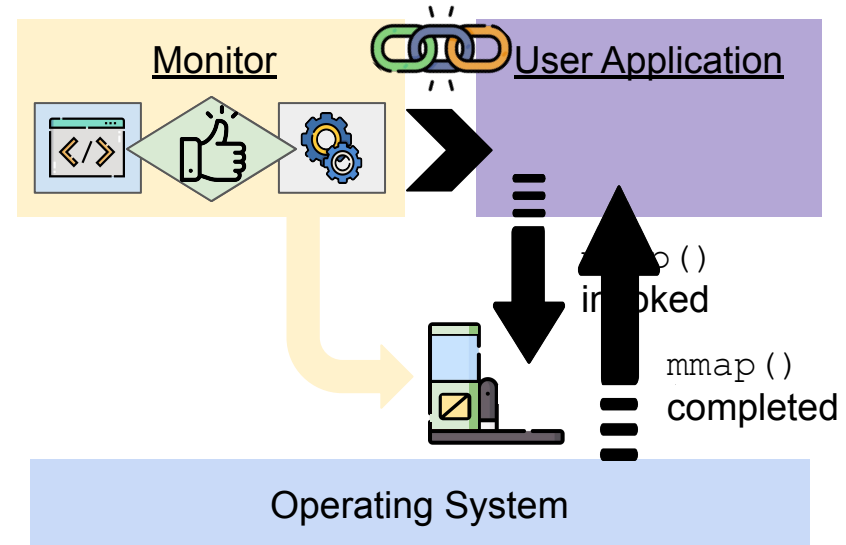 Monitor
User Application
</>
mmap()
completed
Operating System